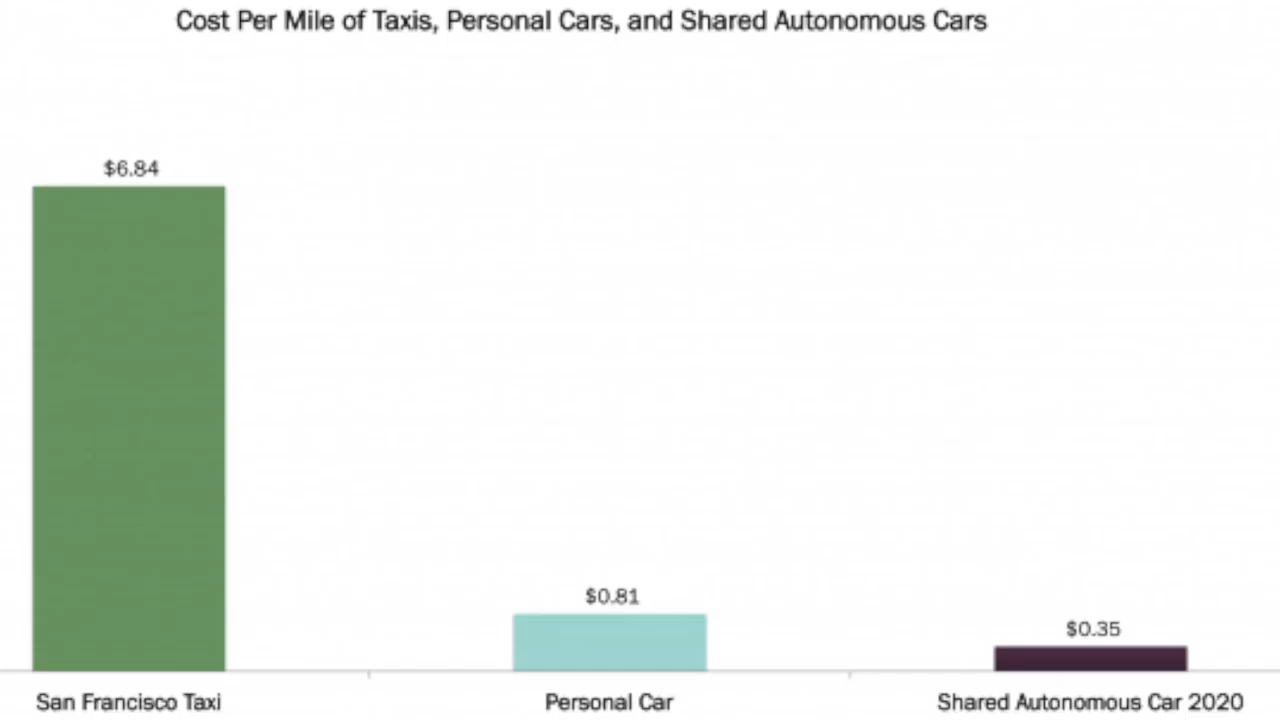 Cost Per Mile of Taxis, Personal Cars, and Shared Autonomous Cars
$6.84
$0.81
$0.35
San Francisco Taxi
Personal Car
Shared Autonomous Car 2020